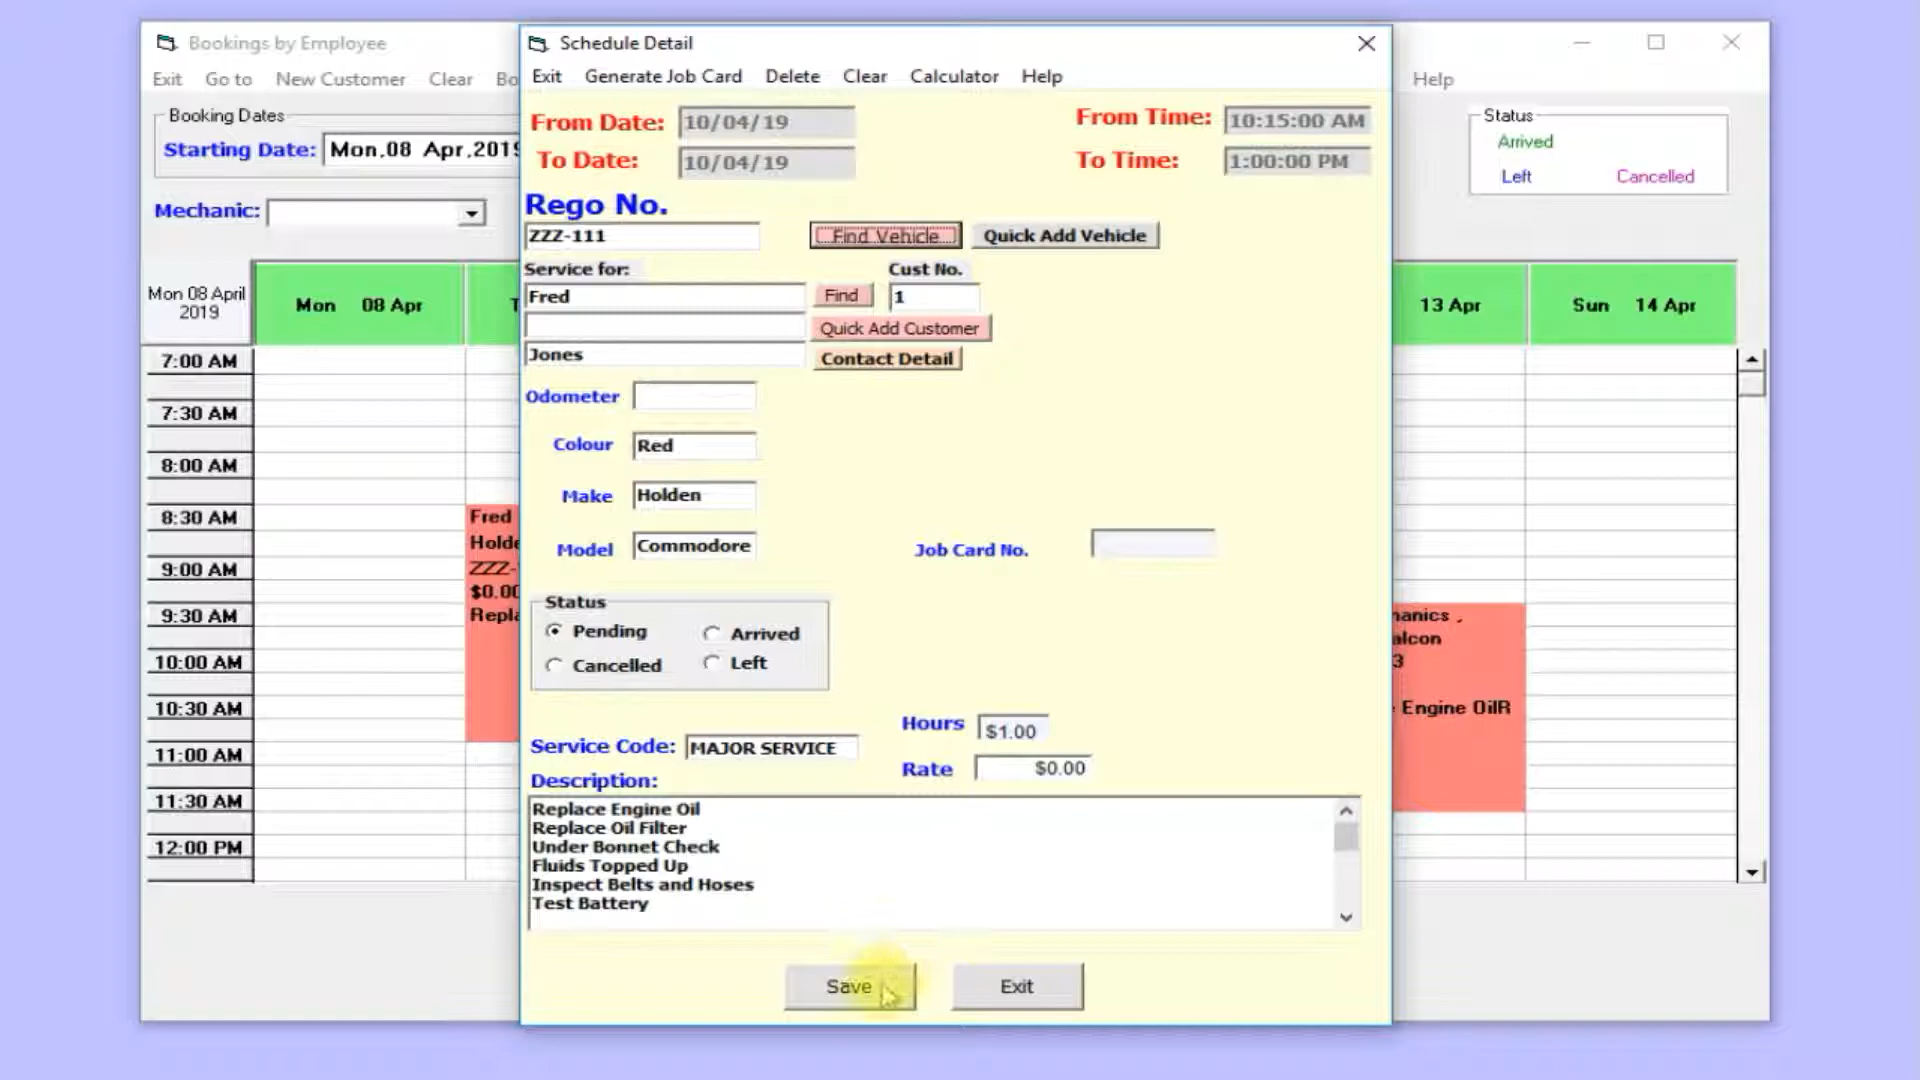 Bookings by Employee
Exit Go to New Customer Clear Bo
Help
Booking Dates
Starting Date: Mon,08 Apr,2019
Mechanic:
Status
Arrived
Left Cancelled
Mon 08 April
2019
Mon 08 Apr
T
13 Apr
Sun 14 Apr
7:00 AM
7:30 AM
8:00 AM
8:30 AM
9:00 AM
9:30 AM
10:00 AM
10:30 AM
11:00 AM
11:30 AM
12:00 PM
Fred
Holde
ZZZ-
$0.00
Repla
hanics ,
alcon
3
Engine OilR
Schedule Detail
Exit Generate Job Card Delete Clear Calculator Help
From Date: 10/04/19 From Time: 10:15:00 AM
To Date: 10/04/19 To Time: 1:00:00 PM
Rego No.
ZZZ-111 Find Vehicle Quick Add Vehicle
Service for: Cust No.
Fred Find 1
Quick Add Customer
Jones Contact Detail
Odometer
Colour Red
Make Holden
Model Commodore Job Card No.
Status
Pending Arrived
Cancelled Left
Hours $1.00
Service Code: MAJOR SERVICE
Rate $0.00
Description:
Replace Engine Oil
Replace Oil Filter
Under Bonnet Check
Fluids Topped Up
Inspect Belts and Hoses
Test Battery
Save Exit